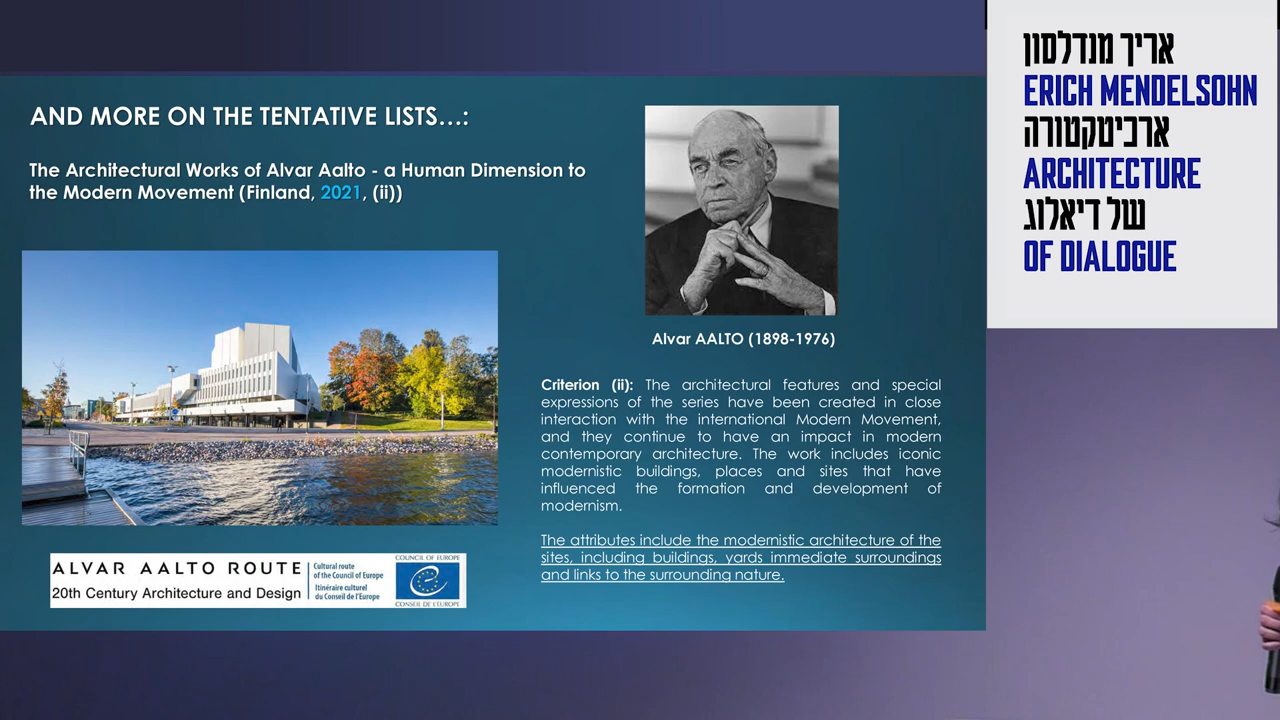 AND MORE ON THE TENTATIVE LISTS...:
The Architectural Works of Alvar Aalto - a Human Dimension to
the Modern Movement (Finland, 2021, (ii))
Alvar AALTO (1898-1976)
Criterion (ii): The architectural features and special
expressions of the series have been created in close
interaction with the international Modern Movement,
and they continue to have an impact in modern
contemporary architecture. The work includes iconic
modernistic buildings, places and sites that have
influenced the formation and development of
modernism.
The attributes include the modernistic architecture of the
sites, including buildings, yards immediate surroundings
and links to the surrounding nature.
ALVAR AALTO ROUTE
20th Century Architecture and Design
Cultural route
of the Council of Europe
Itinéraire culturel
du Conseil de l'Europe
COUNCIL OF EUROPE
CONSEIL DE L'EUROPE
אריך מנדלסון
ERICH MENDELSOHN
ארכיטקטורה
ARCHITECTURE
של דיאלוג
OF DIALOGUE